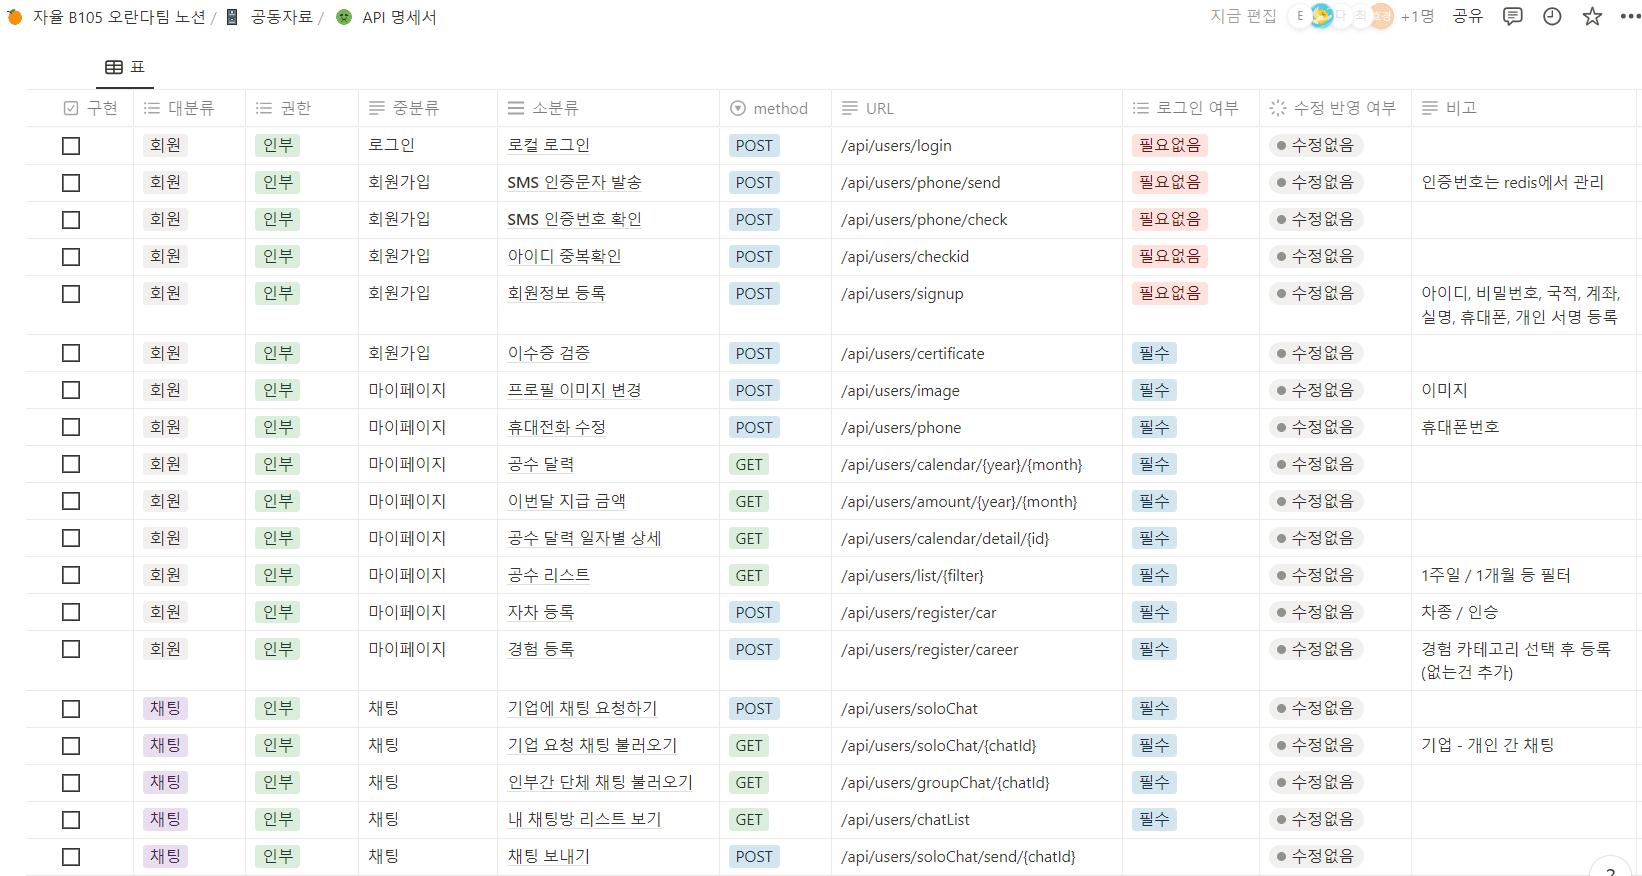 자율 B105 오란다팀 노션 / 공동자료 / API 명세서
지금 편집 E 다 최 효경 +1명 공유
표
구현 대분류 권한 중분류 소분류 method URL 로그인 여부 수정 반영 여부 비고
회원 인부 로그인 로컬 로그인 POST /api/users/login 필요없음 수정없음
회원 인부 회원가입 SMS 인증문자 발송 POST /api/users/phone/send 필요없음 수정없음 인증번호는 redis에서 관리
회원 인부 회원가입 SMS 인증번호 확인 POST /api/users/phone/check 필요없음 수정없음
회원 인부 회원가입 아이디 중복확인 POST /api/users/checkid 필요없음 수정없음
회원 인부 회원가입 회원정보 등록 POST /api/users/signup 필요없음 수정없음 아이디, 비밀번호, 국적, 계좌,
실명, 휴대폰, 개인 서명 등록
회원 인부 회원가입 이수증 검증 POST /api/users/certificate 필수 수정없음
회원 인부 마이페이지 프로필 이미지 변경 POST /api/users/image 필수 수정없음 이미지
회원 인부 마이페이지 휴대전화 수정 POST /api/users/phone 필수 수정없음 휴대폰번호
회원 인부 마이페이지 공수 달력 GET /api/users/calendar/{year}/{month} 필수 수정없음
회원 인부 마이페이지 이번달 지급 금액 GET /api/users/amount/{year}/{month} 필수 수정없음
회원 인부 마이페이지 공수 달력 일자별 상세 GET /api/users/calendar/detail/{id} 필수 수정없음
회원 인부 마이페이지 공수 리스트 GET /api/users/list/{filter} 필수 수정없음 1주일 / 1개월 등 필터
회원 인부 마이페이지 자차 등록 POST /api/users/register/car 필수 수정없음 차종 / 인승
회원 인부 마이페이지 경험 등록 POST /api/users/register/career 필수 수정없음 경험 카테고리 선택 후 등록
(없는건 추가)
채팅 인부 채팅 기업에 채팅 요청하기 POST /api/users/soloChat 필수 수정없음
채팅 인부 채팅 기업 요청 채팅 불러오기 GET /api/users/soloChat/{chatId} 필수 수정없음 기업 - 개인 간 채팅
채팅 인부 채팅 인부간 단체 채팅 불러오기 GET /api/users/groupChat/{chatId} 필수 수정없음
채팅 인부 채팅 내 채팅방 리스트 보기 GET /api/users/chatList 필수 수정없음
채팅 인부 채팅 채팅 보내기 POST /api/users/soloChat/send/{chatId} 수정없음
?